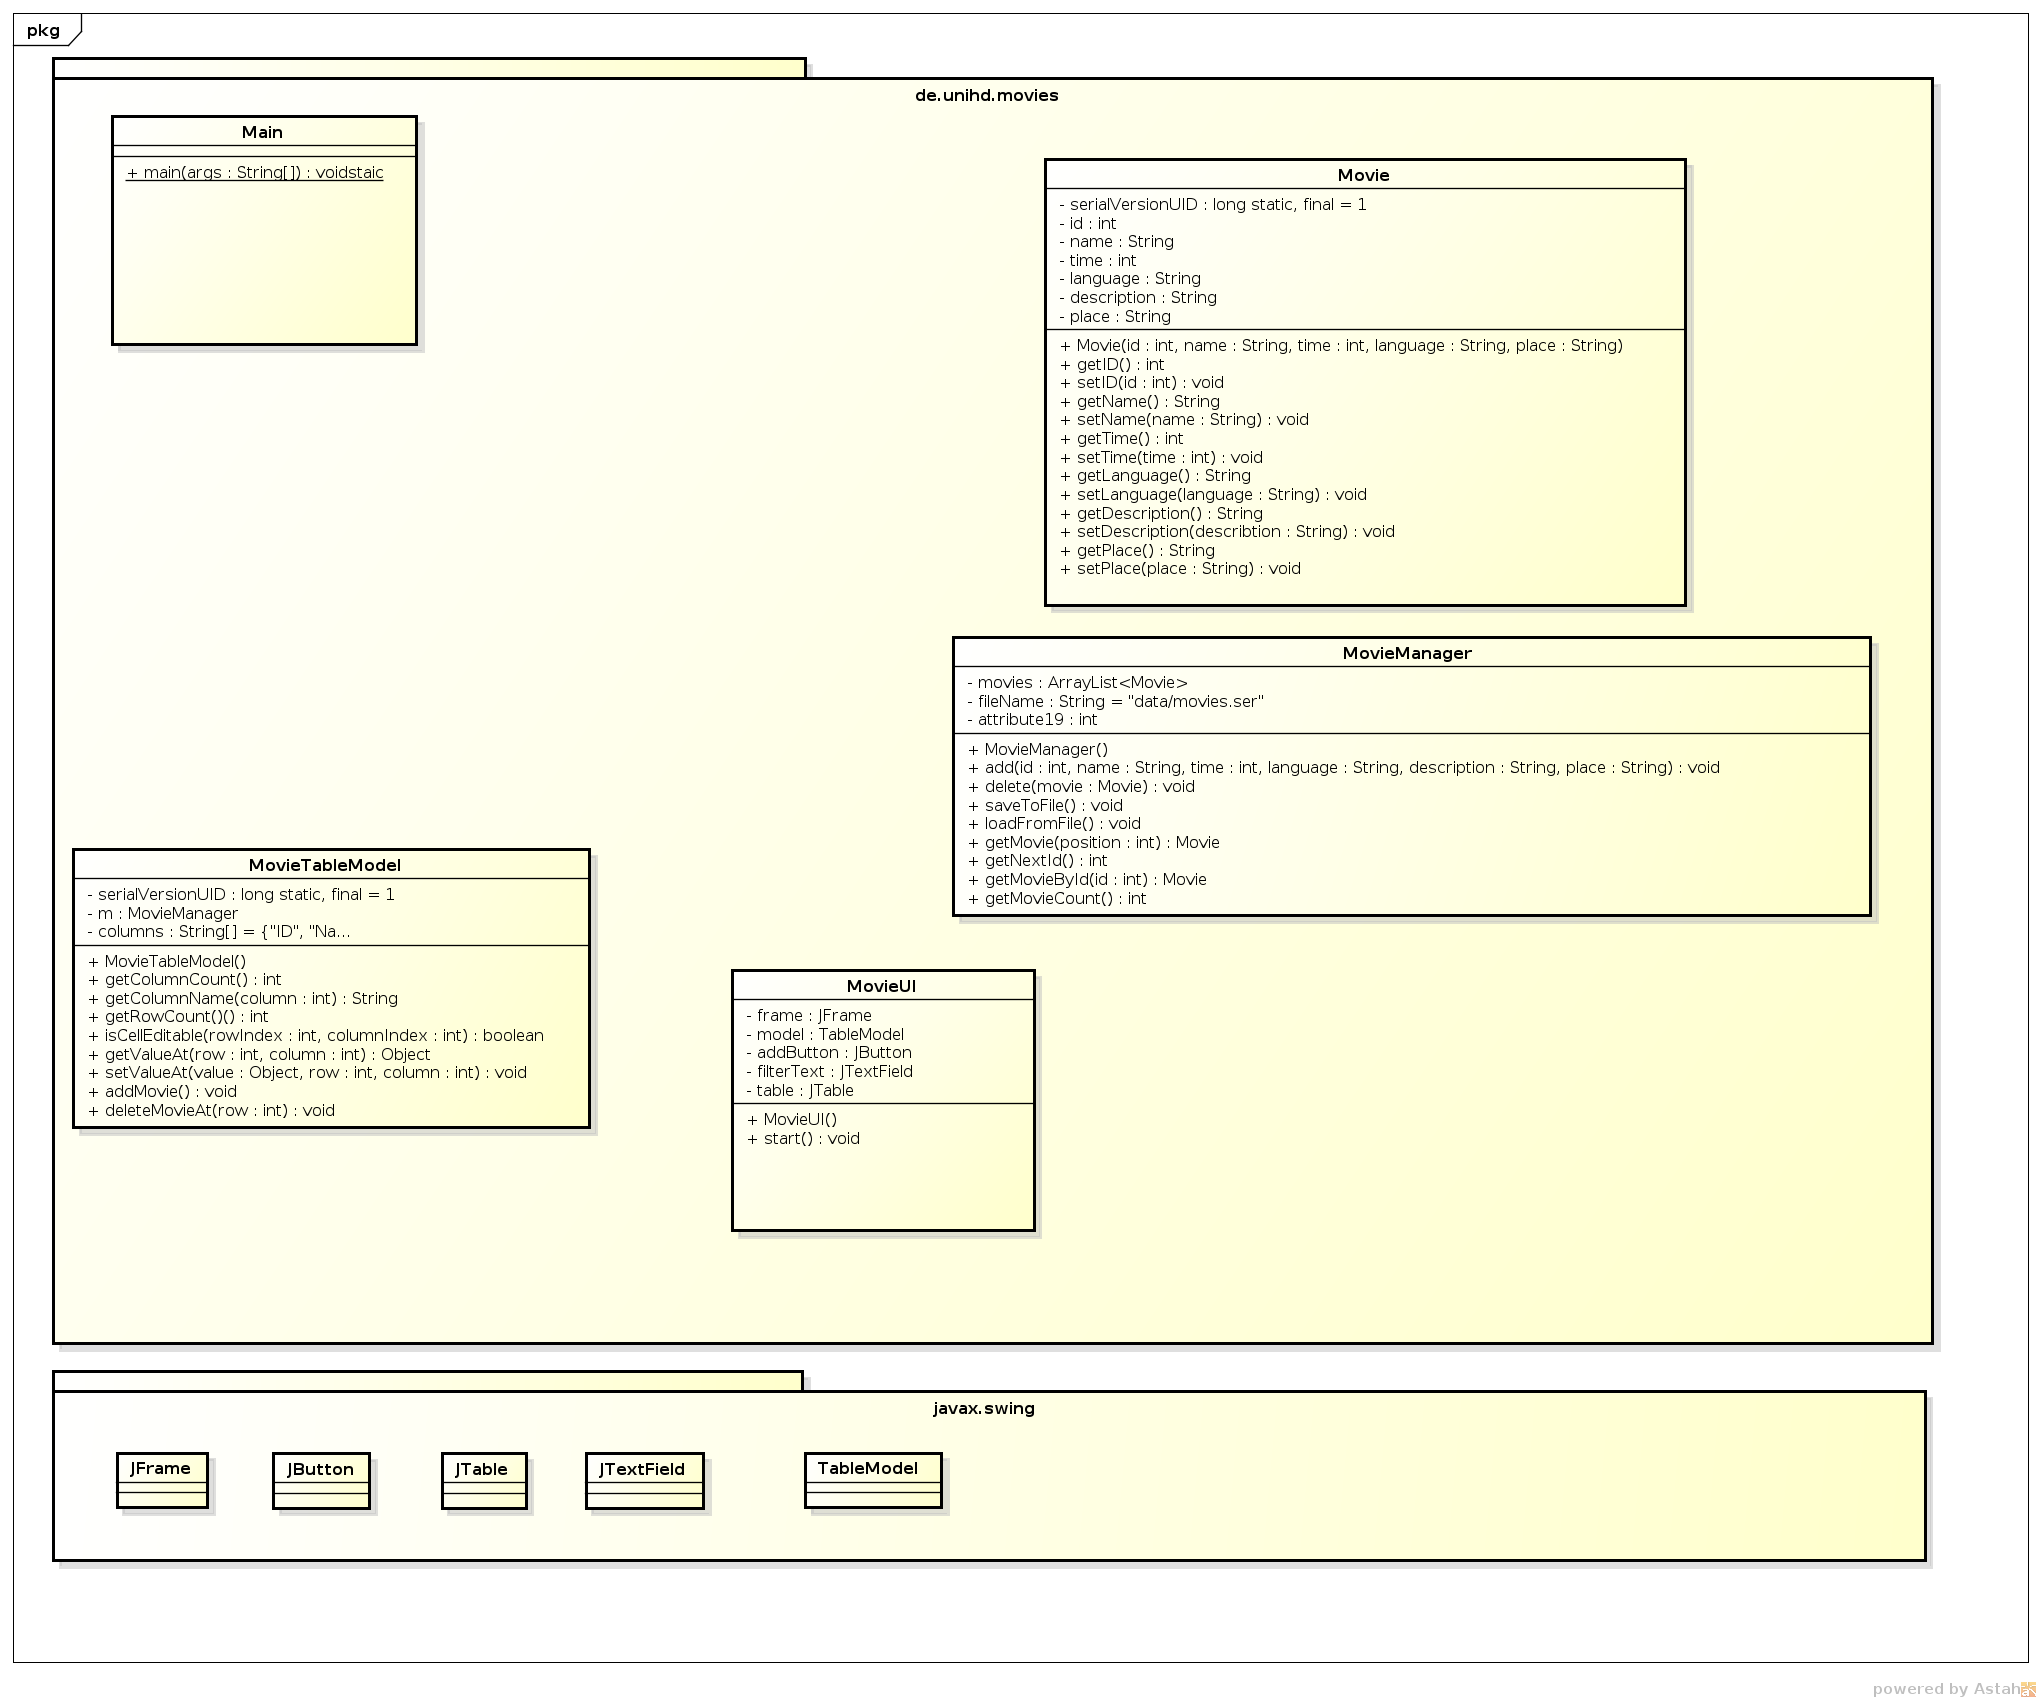 pkg
de.unihd.movies
Main
+ main(args : String[]) : voidstaic
Movie
- serialVersionUID : long static, final = 1
- id : int
- name : String
- time : int
- language : String
- description : String
- place : String
+ Movie(id : int, name : String, time : int, language : String, place : String)
+ getID() : int
+ setID(id : int) : void
+ getName() : String
+ setName(name : String) : void
+ getTime() : int
+ setTime(time : int) : void
+ getLanguage() : String
+ setLanguage(language : String) : void
+ getDescription() : String
+ setDescription(describtion : String) : void
+ getPlace() : String
+ setPlace(place : String) : void
MovieManager
- movies : ArrayList<Movie>
- fileName : String = "data/movies.ser"
- attribute19 : int
+ MovieManager()
+ add(id : int, name : String, time : int, language : String, description : String, place : String) : void
+ delete(movie : Movie) : void
+ saveToFile() : void
+ loadFromFile() : void
+ getMovie(position : int) : Movie
+ getNextId() : int
+ getMovieById(id : int) : Movie
+ getMovieCount() : int
MovieTableModel
- serialVersionUID : long static, final = 1
- m : MovieManager
- columns : String[] = {"ID", "Na...
+ MovieTableModel()
+ getColumnCount() : int
+ getColumnName(column : int) : String
+ getRowCount()() : int
+ isCellEditable(rowIndex : int, columnIndex : int) : boolean
+ getValueAt(row : int, column : int) : Object
+ setValueAt(value : Object, row : int, column : int) : void
+ addMovie() : void
+ deleteMovieAt(row : int) : void
MovieUI
- frame : JFrame
- model : TableModel
- addButton : JButton
- filterText : JTextField
- table : JTable
+ MovieUI()
+ start() : void
javax.swing
JFrame
JButton
JTable
JTextField
TableModel
powered by Astah